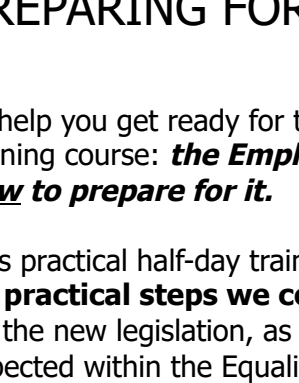 REPARING FOR
help you get ready for t
ning course: the Empl
w to prepare for it.
s practical half-day train
practical steps we co
the new legislation, as
pected within the Equali